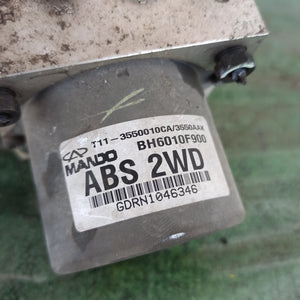 T11-3550010CA/3550AAK
MANDO
BH6010F900
ABS 2WD
GDRN1046346